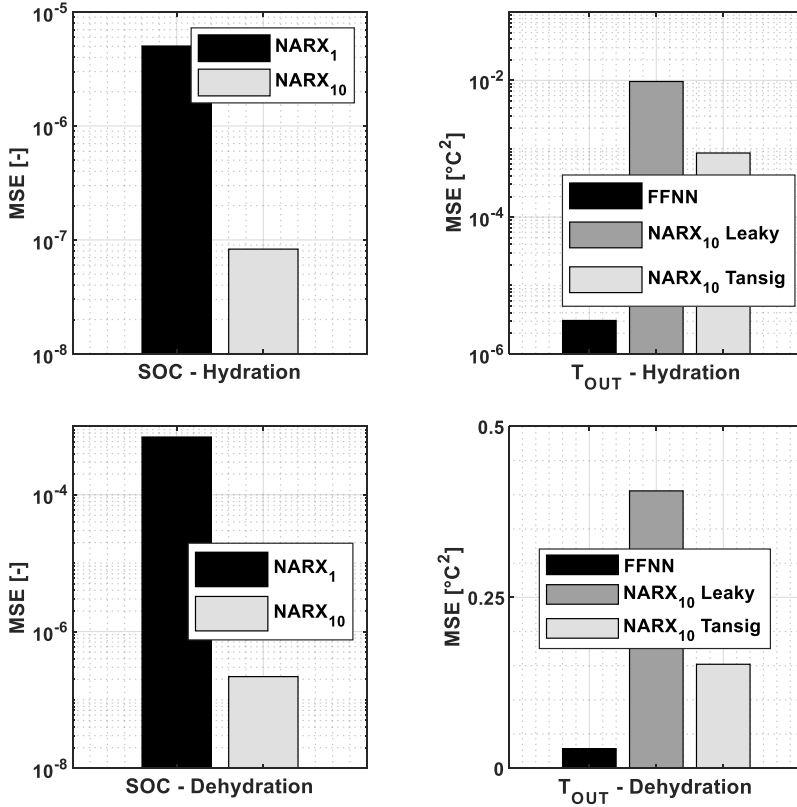 10^-5
10^-6
10^-7
10^-8
MSE [-]
NARX_1
NARX_10
SOC - Hydration
10^-2
10^-4
10^-6
MSE [°C^2]
FFNN
NARX_10 Leaky
NARX_10 Tansig
T_OUT - Hydration
10^-4
10^-6
10^-8
MSE [-]
NARX_1
NARX_10
SOC - Dehydration
0.5
0.25
0
MSE [°C^2]
FFNN
NARX_10 Leaky
NARX_10 Tansig
T_OUT - Dehydration